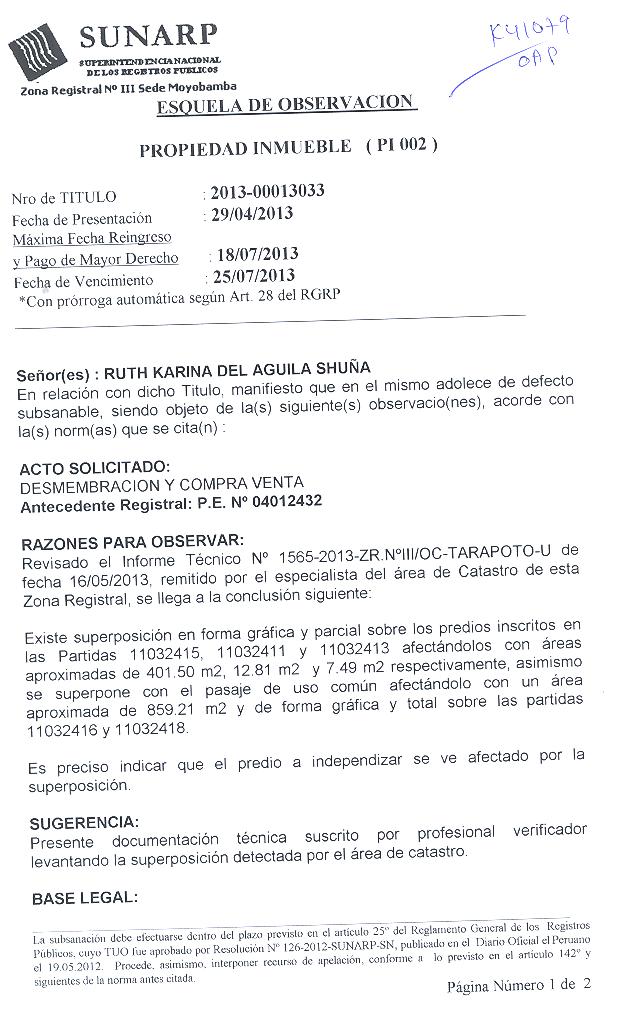 SUNARP
SUPERINTENDENCIA NACIONAL
DE LOS REGISTROS PUBLICOS
Zona Registral Nº III Sede Moyobamba
K41079
OAP
ESQUELA DE OBSERVACION
PROPIEDAD INMUEBLE ( PI 002 )
Nro de TITULO : 2013-00013033
Fecha de Presentación : 29/04/2013
Máxima Fecha Reingreso
y Pago de Mayor Derecho : 18/07/2013
Fecha de Vencimiento : 25/07/2013
*Con prórroga automática según Art. 28 del RGRP
Señor(es) : RUTH KARINA DEL AGUILA SHUÑA
En relación con dicho Titulo, manifiesto que en el mismo adolece de defecto
subsanable, siendo objeto de la(s) siguiente(s) observacio(nes), acorde con
la(s) norm(as) que se cita(n) :
ACTO SOLICITADO:
DESMEMBRACION Y COMPRA VENTA
Antecedente Registral: P.E. Nº 04012432
RAZONES PARA OBSERVAR:
Revisado el Informe Técnico Nº 1565-2013-ZR.NºIII/OC-TARAPOTO-U de
fecha 16/05/2013, remitido por el especialista del área de Catastro de esta
Zona Registral, se llega a la conclusión siguiente:
Existe superposición en forma gráfica y parcial sobre los predios inscritos en
las Partidas 11032415, 11032411 y 11032413 afectándolos con áreas
aproximadas de 401.50 m2, 12.81 m2 y 7.49 m2 respectivamente, asimismo
se superpone con el pasaje de uso común afectándolo con un área
aproximada de 859.21 m2 y de forma gráfica y total sobre las partidas
11032416 y 11032418.
Es preciso indicar que el predio a independizar se ve afectado por la
superposición.
SUGERENCIA:
Presente documentación técnica suscrito por profesional verificador
levantando la superposición detectada por el área de catastro.
BASE LEGAL:
La subsanación debe efectuarse dentro del plazo previsto en el artículo 25º del Reglamento General de los Registros
Públicos, cuyo TUO fue aprobado por Resolución Nº 126-2012-SUNARP-SN, publicado en el Diario Oficial el Peruano
el 19.05.2012. Procede, asimismo, interponer recurso de apelación, conforme a lo previsto en el artículo 142º y
siguientes de la norma antes citada.
Página Número 1 de 2